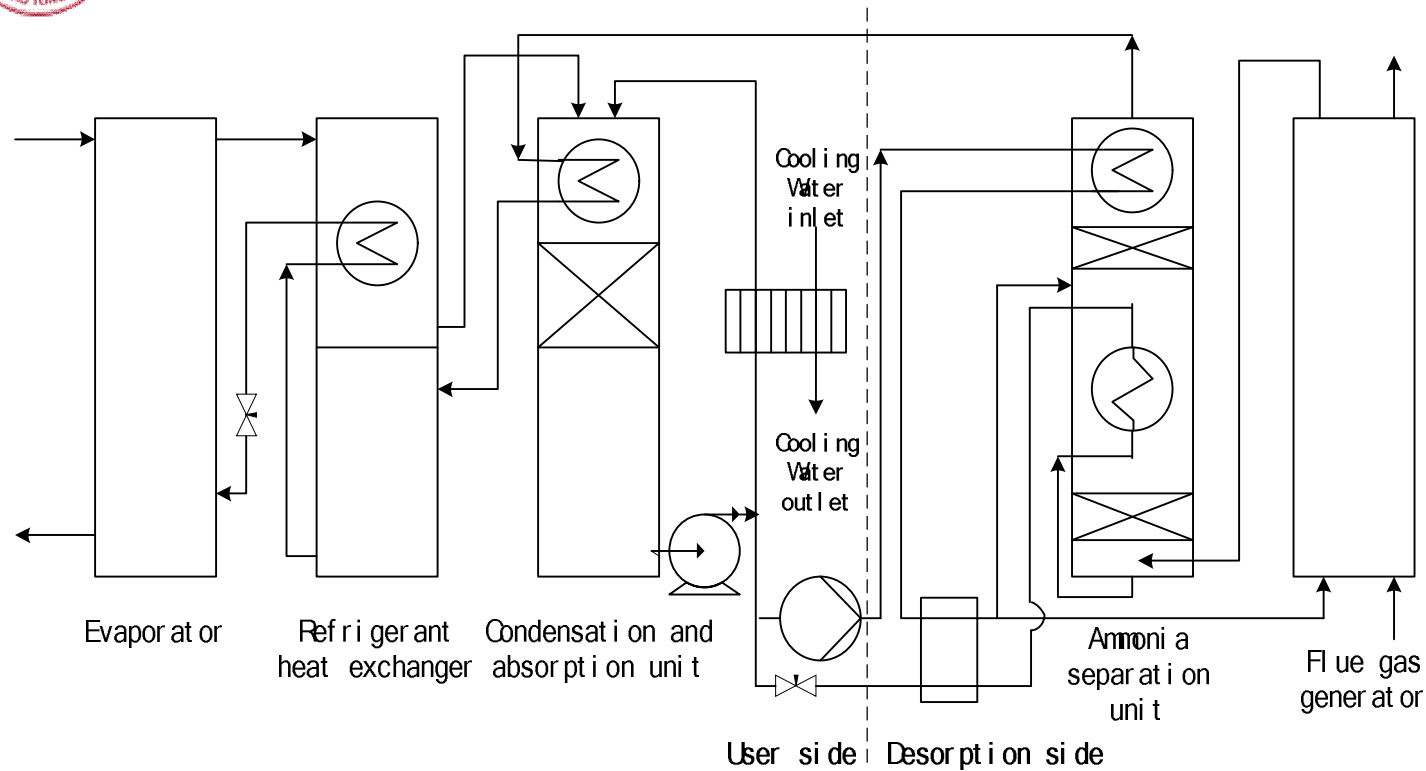 Cooling
Water
inlet
Cooling
Water
outlet
Evaporator
Refrigerant
heat exchanger
Condensation and
absorption unit
Ammonia
separation
unit
Flue gas
generator
User side
Desorption side